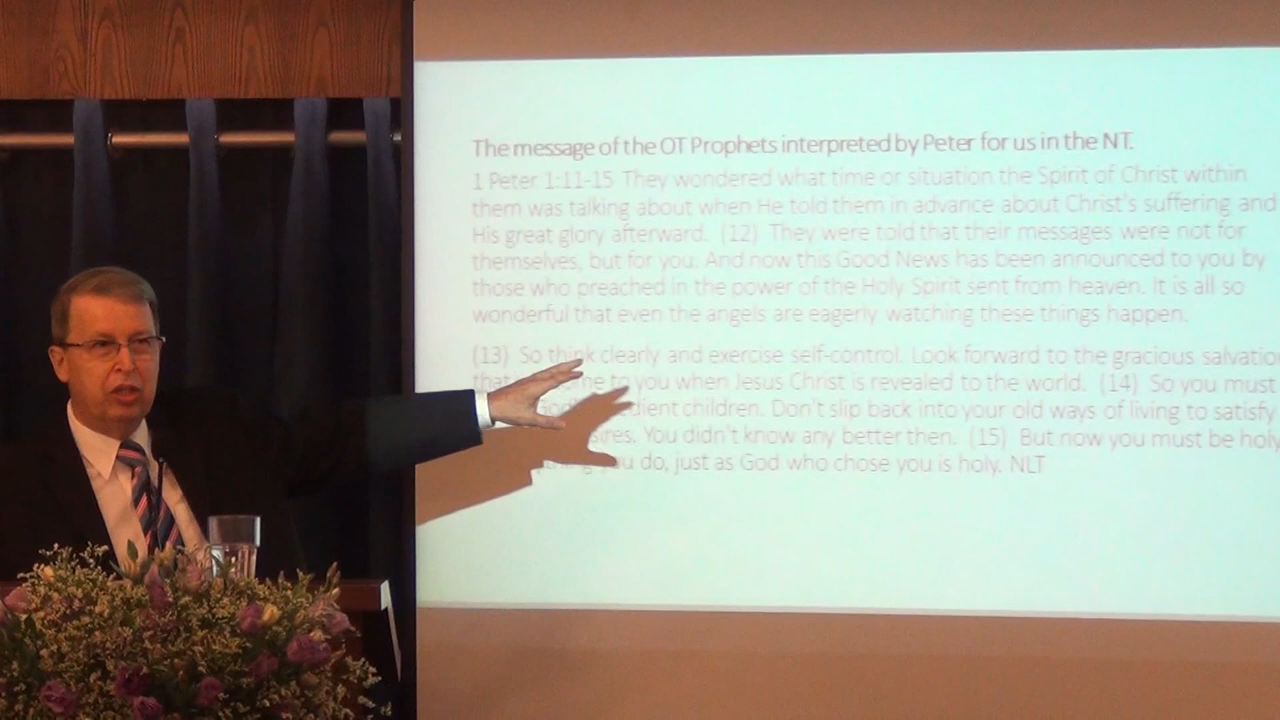 The message of the OT Prophets interpreted by Peter for us in the NT.
1 Peter 1:11-15 They wondered what time or situation the Spirit of Christ within
them was talking about when He told them in advance about Christ's suffering and
His great glory afterward. (12) They were told that their messages were not for
themselves, but for you. And now this Good News has been announced to you by
those who preached in the power of the Holy Spirit sent from heaven. It is all so
wonderful that even the angels are eagerly watching these things happen.
(13) So think clearly and exercise self-control. Look forward to the gracious salvatio
that me to you when Jesus Christ is revealed to the world. (14) So you must
dient children. Don't slip back into your old ways of living to satisfy
sires. You didn't know any better then. (15) But now you must be holy
you do, just as God who chose you is holy. NLT